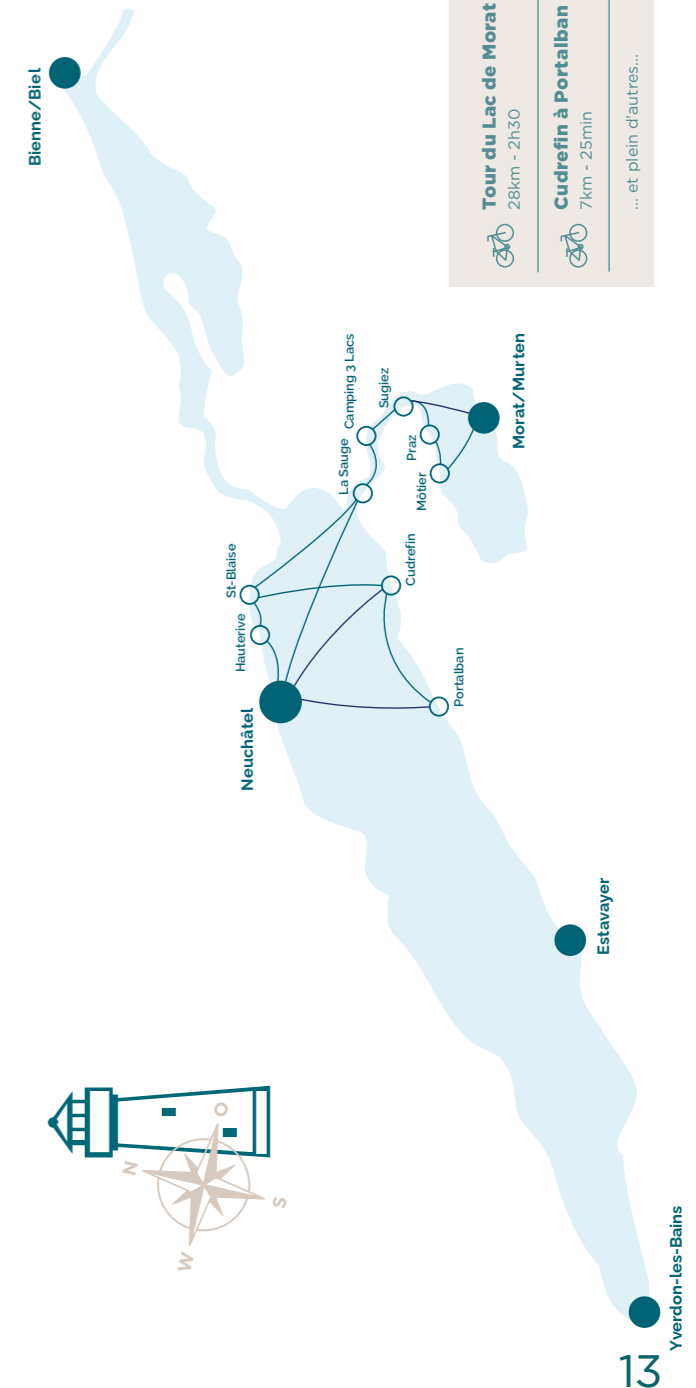 Bienne/Biel
St-Blaise
Hauterive
Neuchâtel
La Sauge
Camping 3 Lacs
Sugiez
Praz
Môtier
Morat/Murten
Cudrefin
Portalban
Estavayer
Yverdon-les-Bains
N
O
S
W
Tour du Lac de Morat
28km - 2h30
Cudrefin à Portalban
7km - 25min
... et plein d'autres...
13